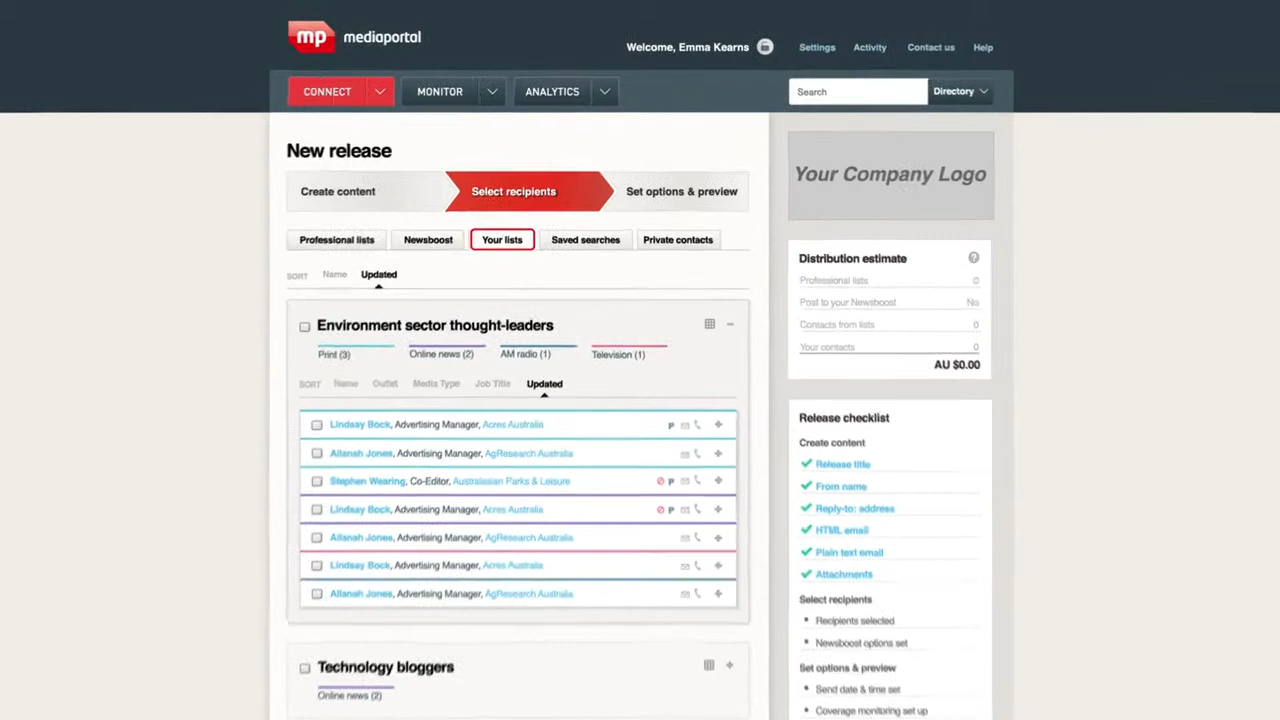 mp mediaportal
Welcome, Emma Kearns
Settings Activity Contact us Help
CONNECT MONITOR ANALYTICS
Search Directory
New release
Create content Select recipients Set options & preview
Professional lists Newsboost Your lists Saved searches Private contacts
SORT Name Updated
Environment sector thought-leaders
Print (3) Online news (2) AM radio (1) Television (1)
SORT Name Outlet Media Type Job Title Updated
Lindsay Bock, Advertising Manager, Acres Australia P
Allanah Jones, Advertising Manager, AgResearch Australia
Stephen Wearing, Co-Editor, Australasian Parks & Leisure P
Lindsay Bock, Advertising Manager, Acres Australia P
Allanah Jones, Advertising Manager, AgResearch Australia
Lindsay Bock, Advertising Manager, Acres Australia
Allanah Jones, Advertising Manager, AgResearch Australia
Technology bloggers
Online news (2)
Your Company Logo
Distribution estimate ?
Professional lists 0
Post to your Newsboost No
Contacts from lists 0
Your contacts 0
AU $0.00
Release checklist
Create content
Release title
From name
Reply-to: address
HTML email
Plain text email
Attachments
Select recipients
Recipients selected
Newsboost options set
Set options & preview
Send date & time set
Coverage monitoring set up